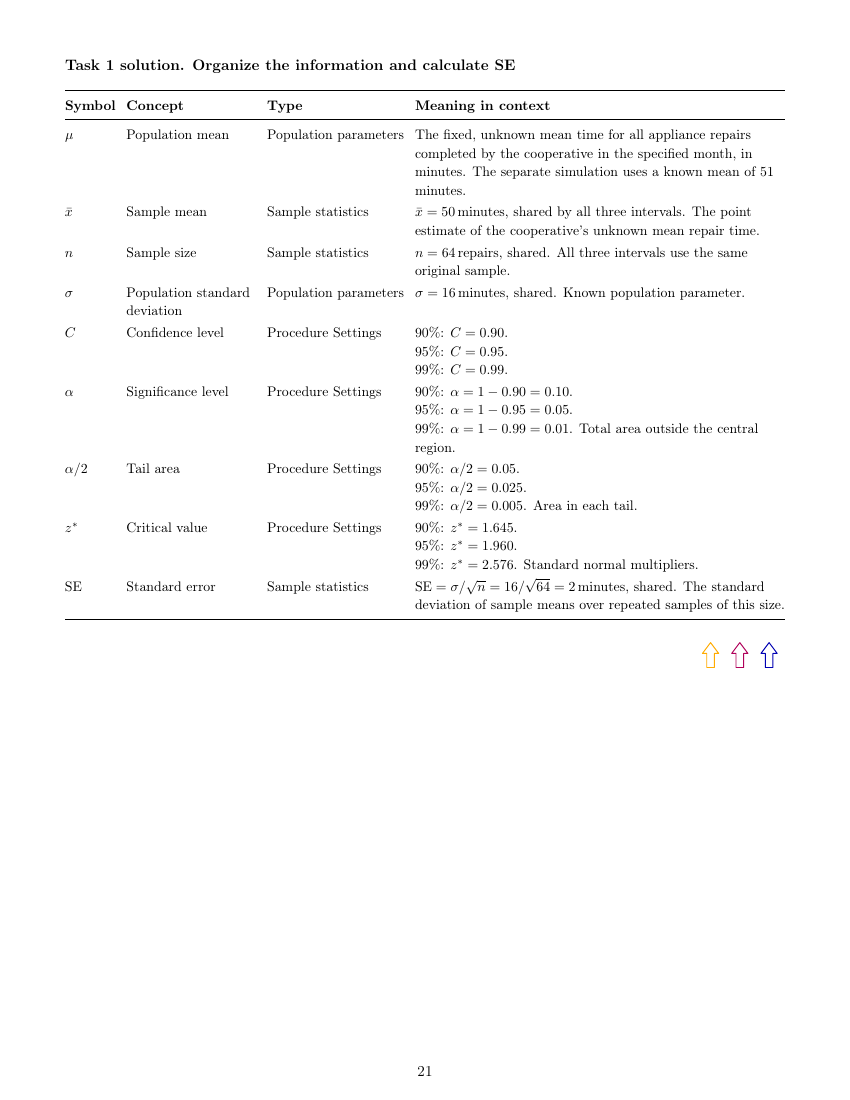 Task 1 solution. Organize the information and calculate SE
Symbol Concept Type Meaning in context
μ Population mean Population parameters The fixed, unknown mean time for all appliance repairs
completed by the cooperative in the specified month, in
minutes. The separate simulation uses a known mean of 51
minutes.
x̄ Sample mean Sample statistics x̄ = 50 minutes, shared by all three intervals. The point
estimate of the cooperative's unknown mean repair time.
n Sample size Sample statistics n = 64 repairs, shared. All three intervals use the same
original sample.
σ Population standard Population parameters σ = 16 minutes, shared. Known population parameter.
deviation
C Confidence level Procedure Settings 90%: C = 0.90.
95%: C = 0.95.
99%: C = 0.99.
α Significance level Procedure Settings 90%: α = 1 − 0.90 = 0.10.
95%: α = 1 − 0.95 = 0.05.
99%: α = 1 − 0.99 = 0.01. Total area outside the central
region.
α/2 Tail area Procedure Settings 90%: α/2 = 0.05.
95%: α/2 = 0.025.
99%: α/2 = 0.005. Area in each tail.
z* Critical value Procedure Settings 90%: z* = 1.645.
95%: z* = 1.960.
99%: z* = 2.576. Standard normal multipliers.
SE Standard error Sample statistics SE = σ/√n = 16/√64 = 2 minutes, shared. The standard
deviation of sample means over repeated samples of this size.
21